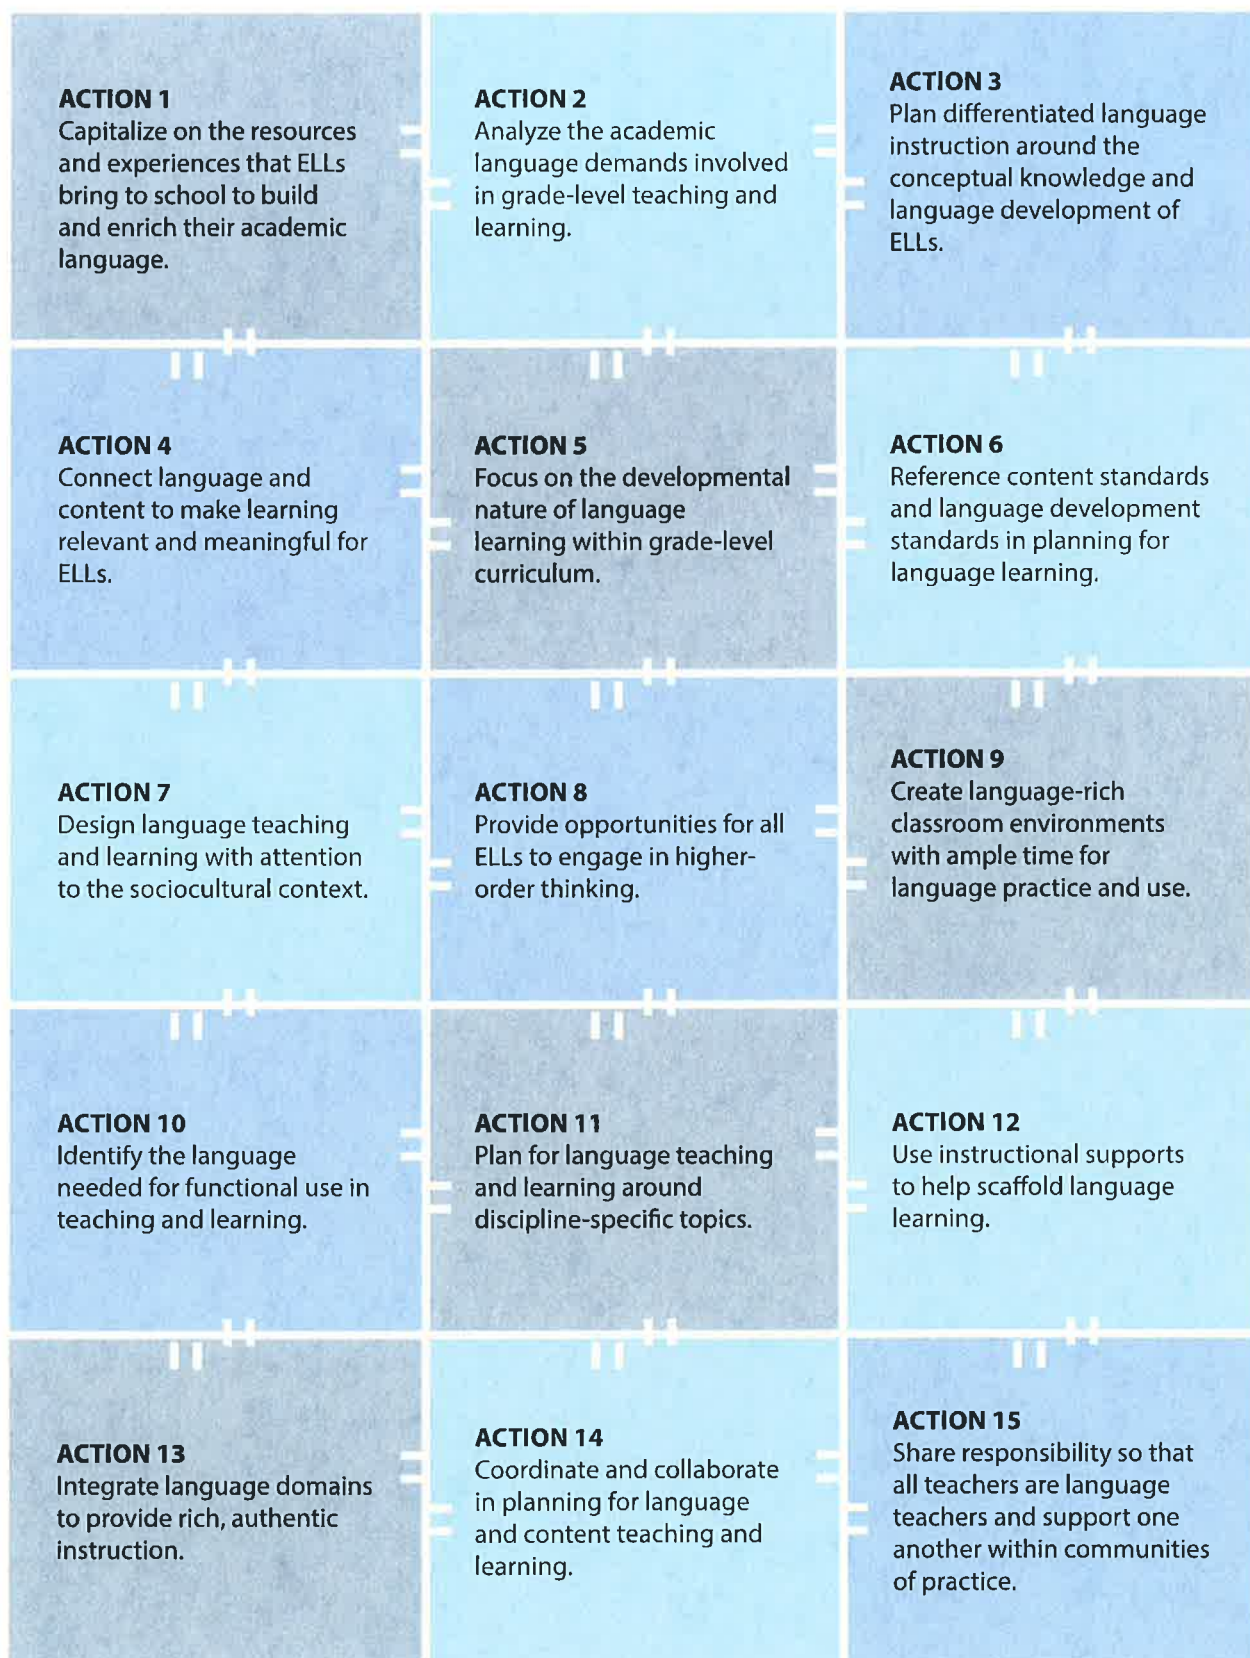 ACTION 1
Capitalize on the resources
and experiences that ELLs
bring to school to build
and enrich their academic
language.
ACTION 2
Analyze the academic
language demands involved
in grade-level teaching and
learning.
ACTION 3
Plan differentiated language
instruction around the
conceptual knowledge and
language development of
ELLs.
ACTION 4
Connect language and
content to make learning
relevant and meaningful for
ELLs.
ACTION 5
Focus on the developmental
nature of language
learning within grade-level
curriculum.
ACTION 6
Reference content standards
and language development
standards in planning for
language learning.
ACTION 7
Design language teaching
and learning with attention
to the sociocultural context.
ACTION 8
Provide opportunities for all
ELLs to engage in higher-
order thinking.
ACTION 9
Create language-rich
classroom environments
with ample time for
language practice and use.
ACTION 10
Identify the language
needed for functional use in
teaching and learning.
ACTION 11
Plan for language teaching
and learning around
discipline-specific topics.
ACTION 12
Use instructional supports
to help scaffold language
learning.
ACTION 13
Integrate language domains
to provide rich, authentic
instruction.
ACTION 14
Coordinate and collaborate
in planning for language
and content teaching and
learning.
ACTION 15
Share responsibility so that
all teachers are language
teachers and support one
another within communities
of practice.